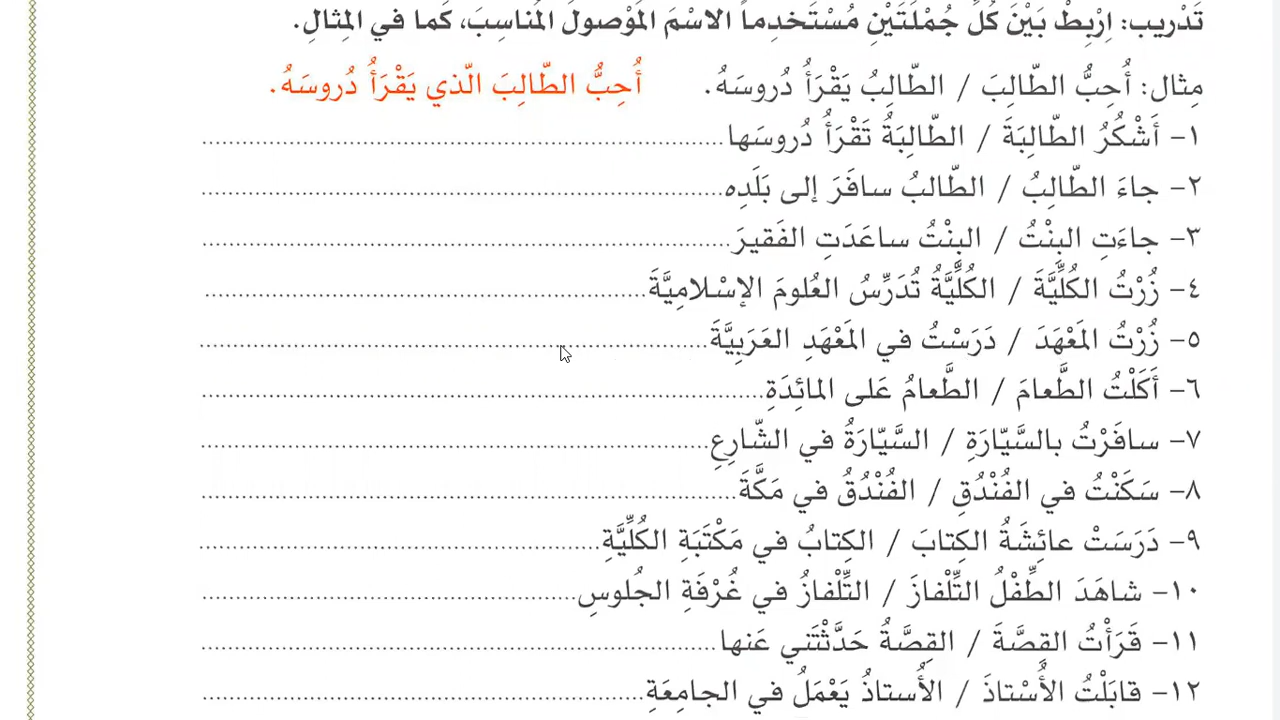 تَدْريب: اِرْبِطْ بَيْنَ كُلِّ جُمْلَتَيْنِ مُسْتَخدِماً الاسْمَ المَوْصولَ المُناسِبَ، كَما في المِثالِ.
مِثال: أُحِبُّ الطّالِبَ / الطّالِبُ يَقْرَأُ دُروسَهُ. أُحِبُّ الطّالِبَ الّذي يَقْرَأُ دُروسَهُ.
١- أَشْكُرُ الطّالِبَةَ / الطّالِبَةُ تَقْرَأُ دُروسَها
٢- جاءَ الطّالِبُ / الطّالبُ سافَرَ إلى بَلَدِه
٣- جاءَتِ البِنْتُ / البِنْتُ ساعَدَتِ الفَقيرَ
٤- زُرْتُ الكُلِّيَّةَ / الكُلِّيَّةُ تُدَرِّسُ العُلومَ الإسْلامِيَّةَ
٥- زُرْتُ المَعْهَدَ / دَرَسْتُ في المَعْهَدِ العَرَبِيَّةَ
٦- أَكَلْتُ الطَّعامَ / الطَّعامُ عَلى المائِدَةِ
٧- سافَرْتُ بالسَّيّارَةِ / السَّيّارَةُ في الشّارِعِ
٨- سَكَنْتُ في الفُنْدُقِ / الفُنْدُقُ في مَكَّةَ
٩- دَرَسَتْ عائِشَةُ الكِتابَ / الكِتابُ في مَكْتَبَةِ الكُلِّيَّةِ
١٠- شاهَدَ الطِّفْلُ التِّلْفازَ / التِّلْفازُ في غُرْفَةِ الجُلوسِ
١١- قَرَأْتُ القِصَّةَ / القِصَّةُ حَدَّثْتَني عَنها
١٢- قابَلْتُ الأُسْتاذَ / الأُستاذُ يَعْمَلُ في الجامِعَةِ